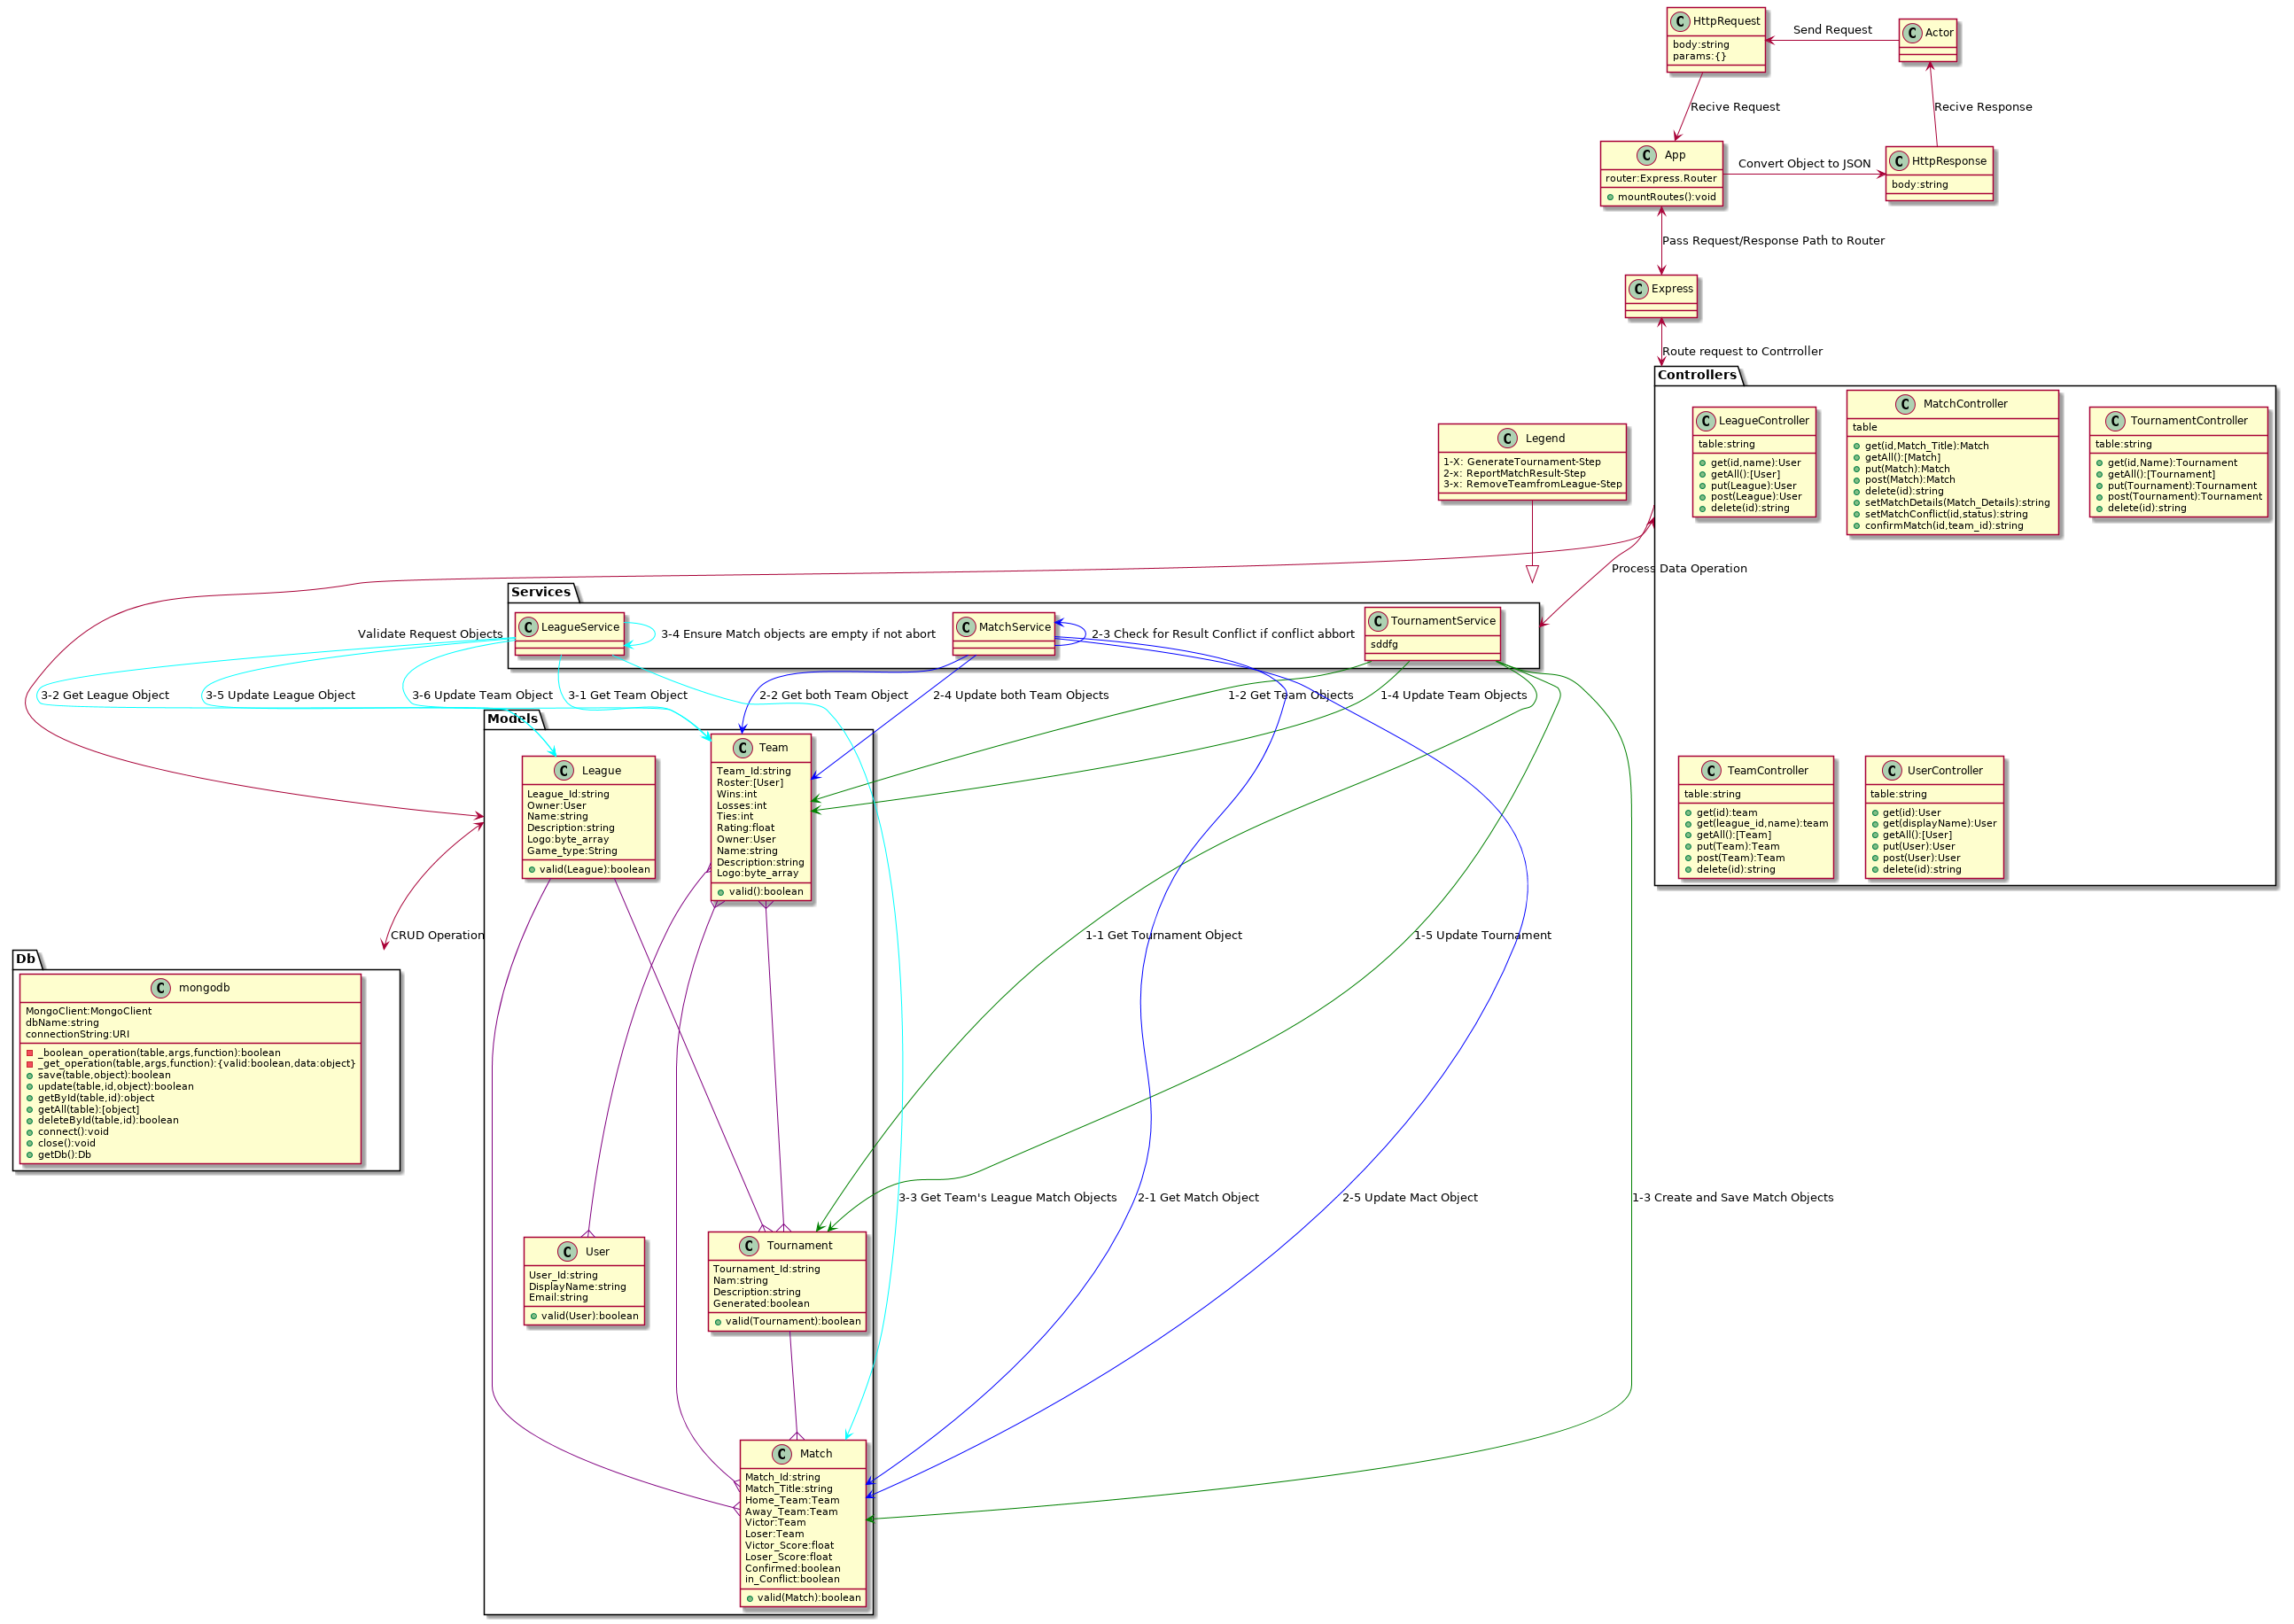 HttpRequest
body:string
params:{}
Send Request
Actor
Recive Request
Recive Response
App
router:Express.Router
mountRoutes():void
Convert Object to JSON
HttpResponse
body:string
Pass Request/Response Path to Router
Express
Route request to Contrroller
Controllers
LeagueController
table:string
get(id,name):User
getAll():[User]
put(League):User
post(League):User
delete(id):string
MatchController
table
get(id,Match_Title):Match
getAll():[Match]
put(Match):Match
post(Match):Match
delete(id):string
setMatchDetails(Match_Details):string
setMatchConflict(id,status):string
confirmMatch(id,team_id):string
TournamentController
table:string
get(id,Name):Tournament
getAll():[Tournament]
put(Tournament):Tournament
post(Tournament):Tournament
delete(id):string
TeamController
table:string
get(id):team
get(league_id,name):team
getAll():[Team]
put(Team):Team
post(Team):Team
delete(id):string
UserController
table:string
get(id):User
get(displayName):User
getAll():[User]
put(User):User
post(User):User
delete(id):string
Legend
1-X: GenerateTournament-Step
2-x: ReportMatchResult-Step
3-x: RemoveTeamfromLeague-Step
Process Data Operation
Services
LeagueService
3-4 Ensure Match objects are empty if not abort
MatchService
2-3 Check for Result Conflict if conflict abbort
TournamentService
sddfg
Validate Request Objects
3-2 Get League Object
3-5 Update League Object
3-6 Update Team Object
3-1 Get Team Object
2-2 Get both Team Object
2-4 Update both Team Objects
1-2 Get Team Objects
1-4 Update Team Objects
Models
League
League_Id:string
Owner:User
Name:string
Description:string
Logo:byte_array
Game_type:String
valid(League):boolean
Team
Team_Id:string
Roster:[User]
Wins:int
Losses:int
Ties:int
Rating:float
Owner:User
Name:string
Description:string
Logo:byte_array
valid():boolean
CRUD Operation
1-1 Get Tournament Object
1-5 Update Tournament
Db
mongodb
MongoClient:MongoClient
dbName:string
connectionString:URI
_boolean_operation(table,args,function):boolean
_get_operation(table,args,function):{valid:boolean,data:object}
save(table,object):boolean
update(table,id,object):boolean
getById(table,id):object
getAll(table):[object]
deleteById(table,id):boolean
connect():void
close():void
getDb():Db
3-3 Get Team's League Match Objects
2-1 Get Match Object
2-5 Update Mact Object
1-3 Create and Save Match Objects
User
User_Id:string
DisplayName:string
Email:string
valid(User):boolean
Tournament
Tournament_Id:string
Nam:string
Description:string
Generated:boolean
valid(Tournament):boolean
Match
Match_Id:string
Match_Title:string
Home_Team:Team
Away_Team:Team
Victor:Team
Loser:Team
Victor_Score:float
Loser_Score:float
Confirmed:boolean
in_Conflict:boolean
valid(Match):boolean